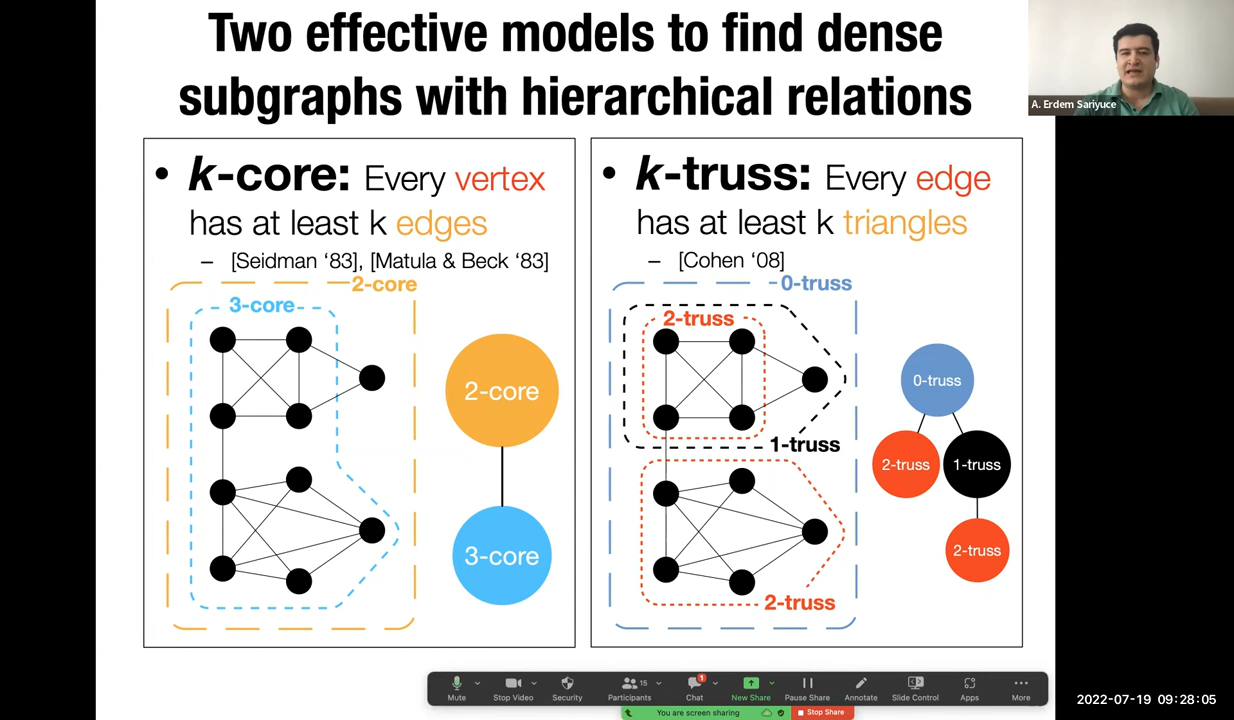 Two effective models to find dense
subgraphs with hierarchical relations
A. Erdem Sariyuce
• k-core: Every vertex
has at least k edges
– [Seidman ‘83], [Matula & Beck ‘83]
2-core
3-core
2-core
3-core
• k-truss: Every edge
has at least k triangles
– [Cohen ‘08]
0-truss
2-truss
1-truss
2-truss
0-truss
2-truss
1-truss
2-truss
Mute
Stop Video
Security
15
Participants
1
Chat
New Share
Pause Share
Annotate
Slide Control
Apps
More
You are screen sharing
Stop Share
2022-07-19 09:28:05